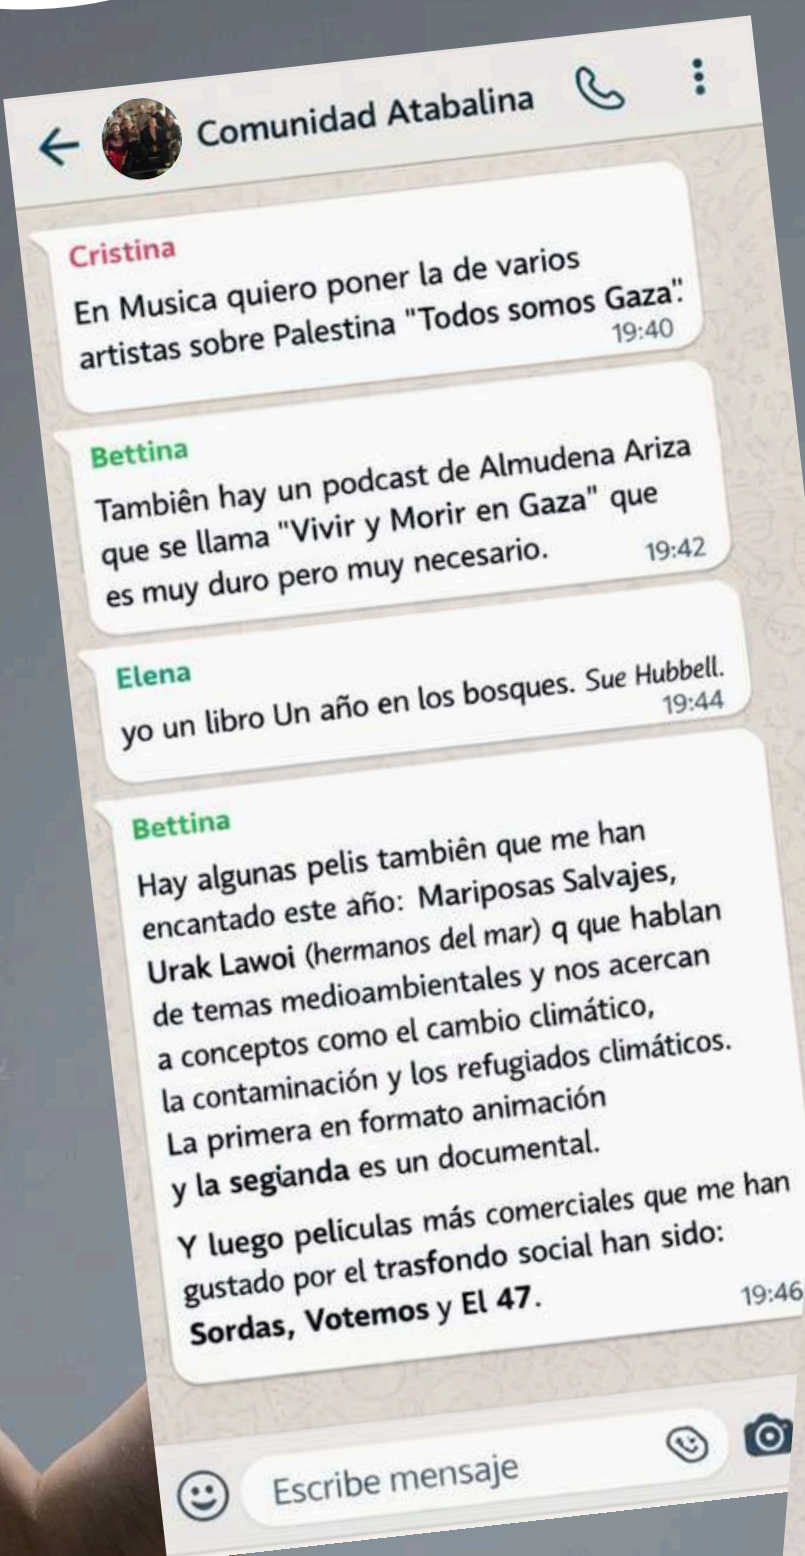 Comunidad Atabalina
Cristina
En Musica quiero poner la de varios
artistas sobre Palestina "Todos somos Gaza".
19:40
Bettina
Tambiên hay un podcast de Almudena Ariza
que se llama "Vivir y Morir en Gaza" que
es muy duro pero muy necesario.
19:42
Elena
yo un libro Un año en los bosques. Sue Hubbell.
19:44
Bettina
Hay algunas pelis tambiên que me han
encantado este año: Mariposas Salvajes,
Urak Lawoi (hermanos del mar) q que hablan
de temas medioambientales y nos acercan
a conceptos como el cambio climático,
la contaminación y los refugiados climáticos.
La primera en formato animación
y la segianda es un documental.
Y luego películas más comerciales que me han
gustado por el trasfondo social han sido:
Sordas, Votemos y El 47.
19:46
Escribe mensaje